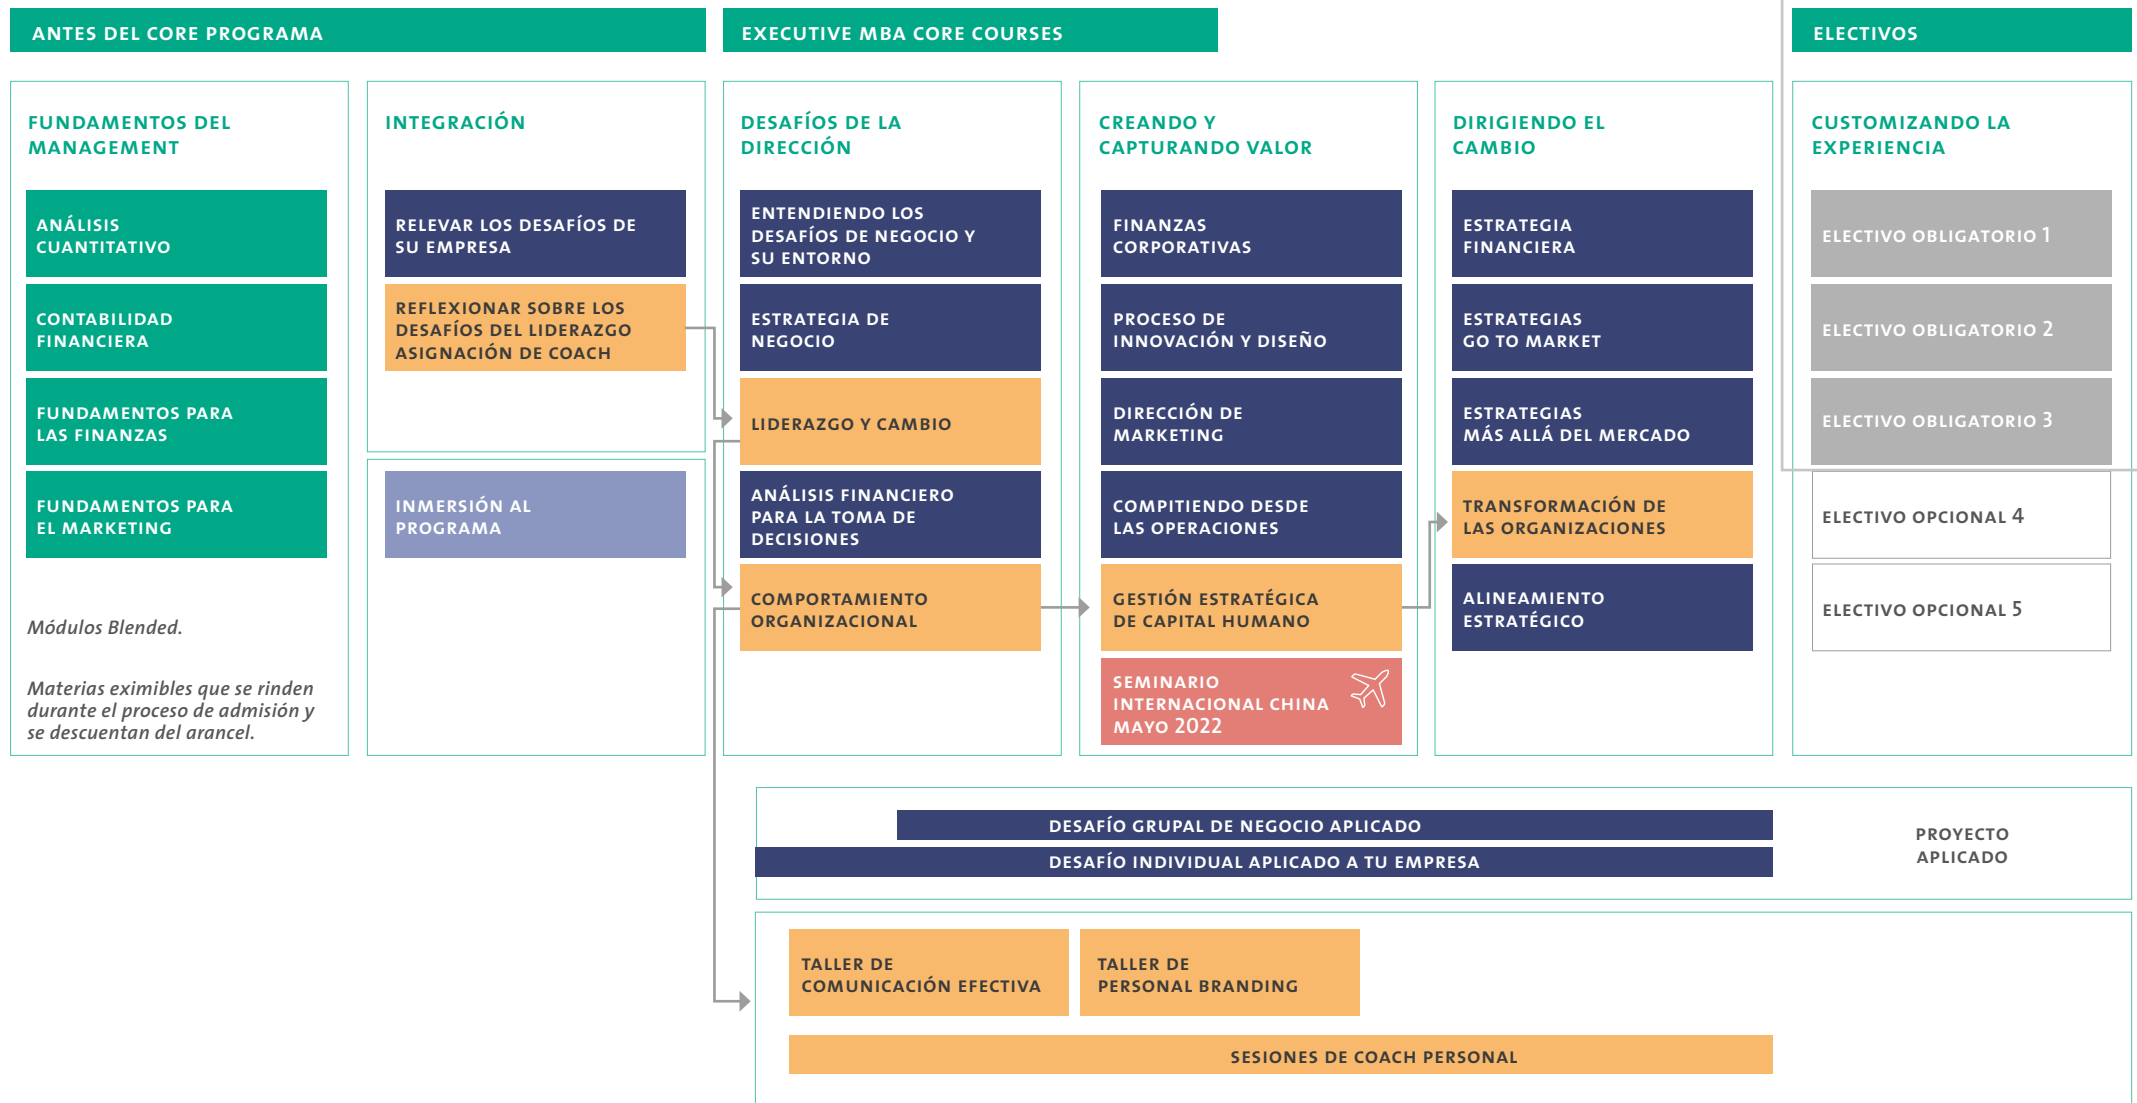 ANTES DEL CORE PROGRAMA
EXECUTIVE MBA CORE COURSES
ELECTIVOS
FUNDAMENTOS DEL
MANAGEMENT
ANÁLISIS
CUANTITATIVO
CONTABILIDAD
FINANCIERA
FUNDAMENTOS PARA
LAS FINANZAS
FUNDAMENTOS PARA
EL MARKETING
Módulos Blended.
Materias eximibles que se rinden
durante el proceso de admisión y
se descuentan del arancel.
INTEGRACIÓN
RELEVAR LOS DESAFÍOS DE
SU EMPRESA
REFLEXIONAR SOBRE LOS
DESAFÍOS DEL LIDERAZGO
ASIGNACIÓN DE COACH
INMERSIÓN AL
PROGRAMA
DESAFÍOS DE LA
DIRECCIÓN
ENTENDIENDO LOS
DESAFÍOS DE NEGOCIO Y
SU ENTORNO
ESTRATEGIA DE
NEGOCIO
LIDERAZGO Y CAMBIO
ANÁLISIS FINANCIERO
PARA LA TOMA DE
DECISIONES
COMPORTAMIENTO
ORGANIZACIONAL
CREANDO Y
CAPTURANDO VALOR
FINANZAS
CORPORATIVAS
PROCESO DE
INNOVACIÓN Y DISEÑO
DIRECCIÓN DE
MARKETING
COMPITIENDO DESDE
LAS OPERACIONES
GESTIÓN ESTRATÉGICA
DE CAPITAL HUMANO
SEMINARIO
INTERNACIONAL CHINA
MAYO 2022
DIRIGIENDO EL
CAMBIO
ESTRATEGIA
FINANCIERA
ESTRATEGIAS
GO TO MARKET
ESTRATEGIAS
MÁS ALLÁ DEL MERCADO
TRANSFORMACIÓN DE
LAS ORGANIZACIONES
ALINEAMIENTO
ESTRATÉGICO
CUSTOMIZANDO LA
EXPERIENCIA
ELECTIVO OBLIGATORIO 1
ELECTIVO OBLIGATORIO 2
ELECTIVO OBLIGATORIO 3
ELECTIVO OPCIONAL 4
ELECTIVO OPCIONAL 5
DESAFÍO GRUPAL DE NEGOCIO APLICADO
DESAFÍO INDIVIDUAL APLICADO A TU EMPRESA
PROYECTO
APLICADO
TALLER DE
COMUNICACIÓN EFECTIVA
TALLER DE
PERSONAL BRANDING
SESIONES DE COACH PERSONAL